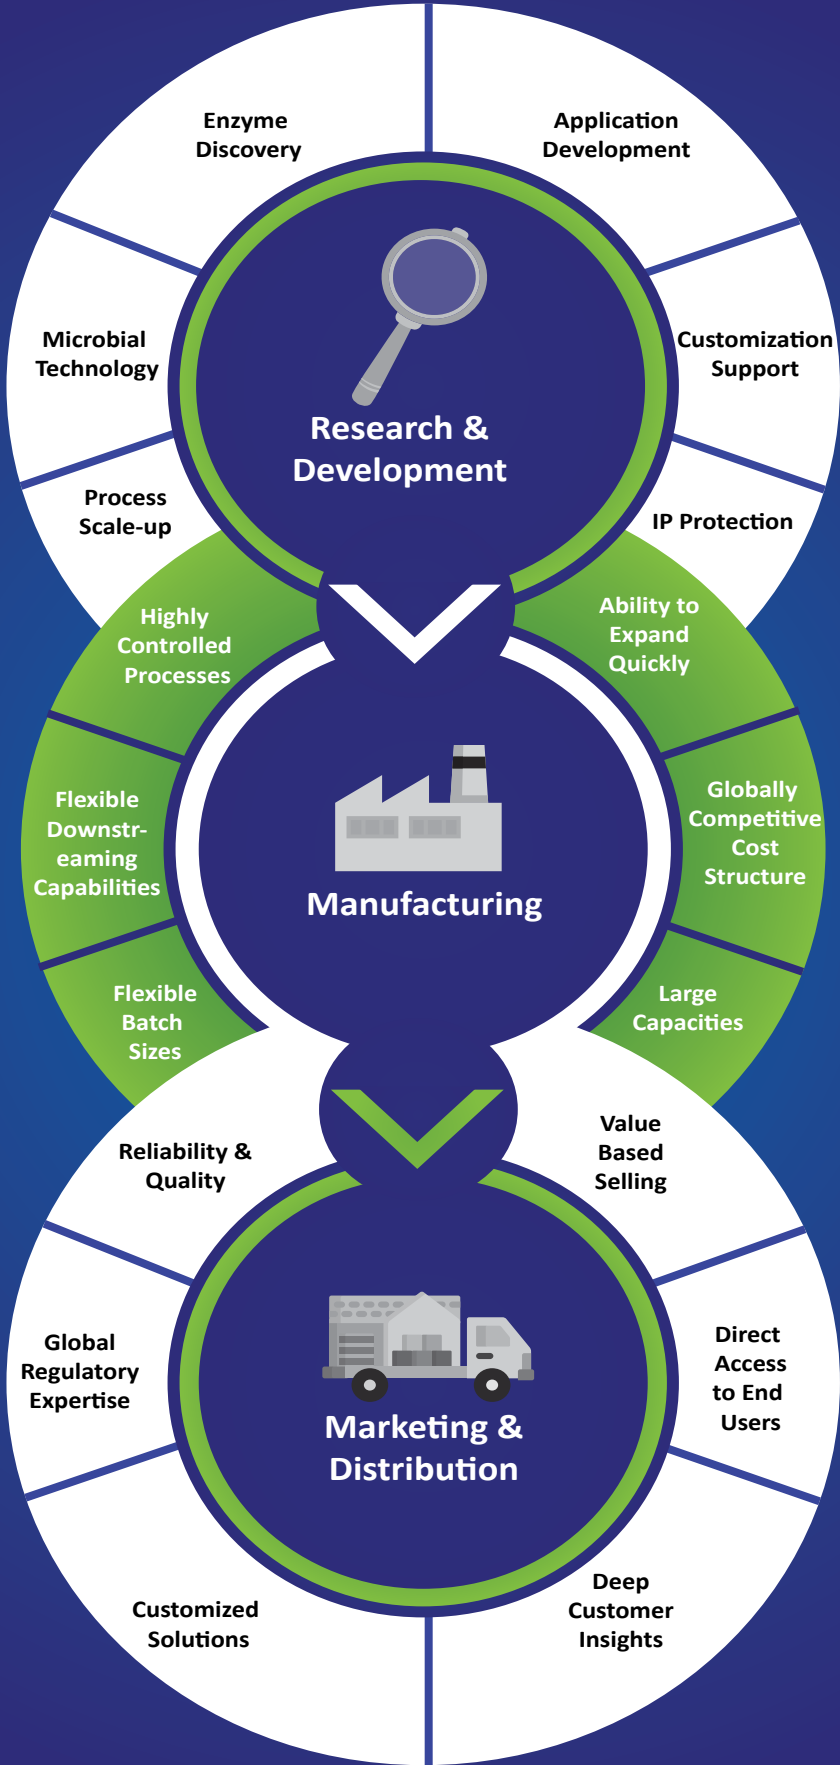 Enzyme
Discovery
Application
Development
Microbial
Technology
Customization
Support
Process
Scale-up
IP Protection
Research &
Development
Highly
Controlled
Processes
Ability to
Expand
Quickly
Flexible
Downstr-
eaming
Capabilities
Globally
Competitive
Cost
Structure
Flexible
Batch
Sizes
Large
Capacities
Manufacturing
Reliability &
Quality
Value
Based
Selling
Global
Regulatory
Expertise
Direct
Access
to End
Users
Customized
Solutions
Deep
Customer
Insights
Marketing &
Distribution